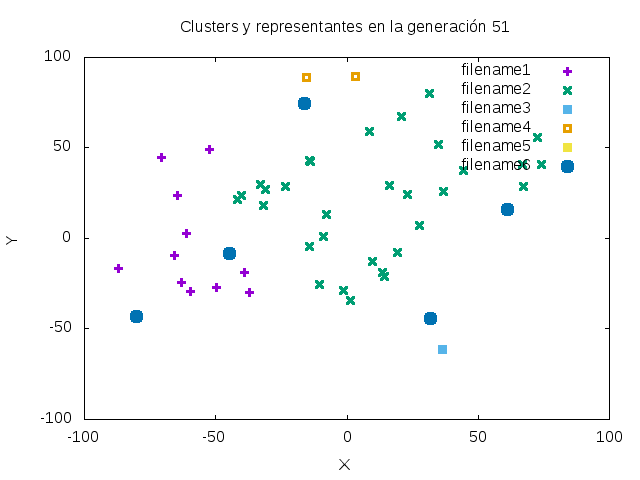 Clusters y representantes en la generación 51
100
50
0
-50
-100
-100
-50
0
50
100
X
Y
filename1
filename2
filename3
filename4
filename5
filename6